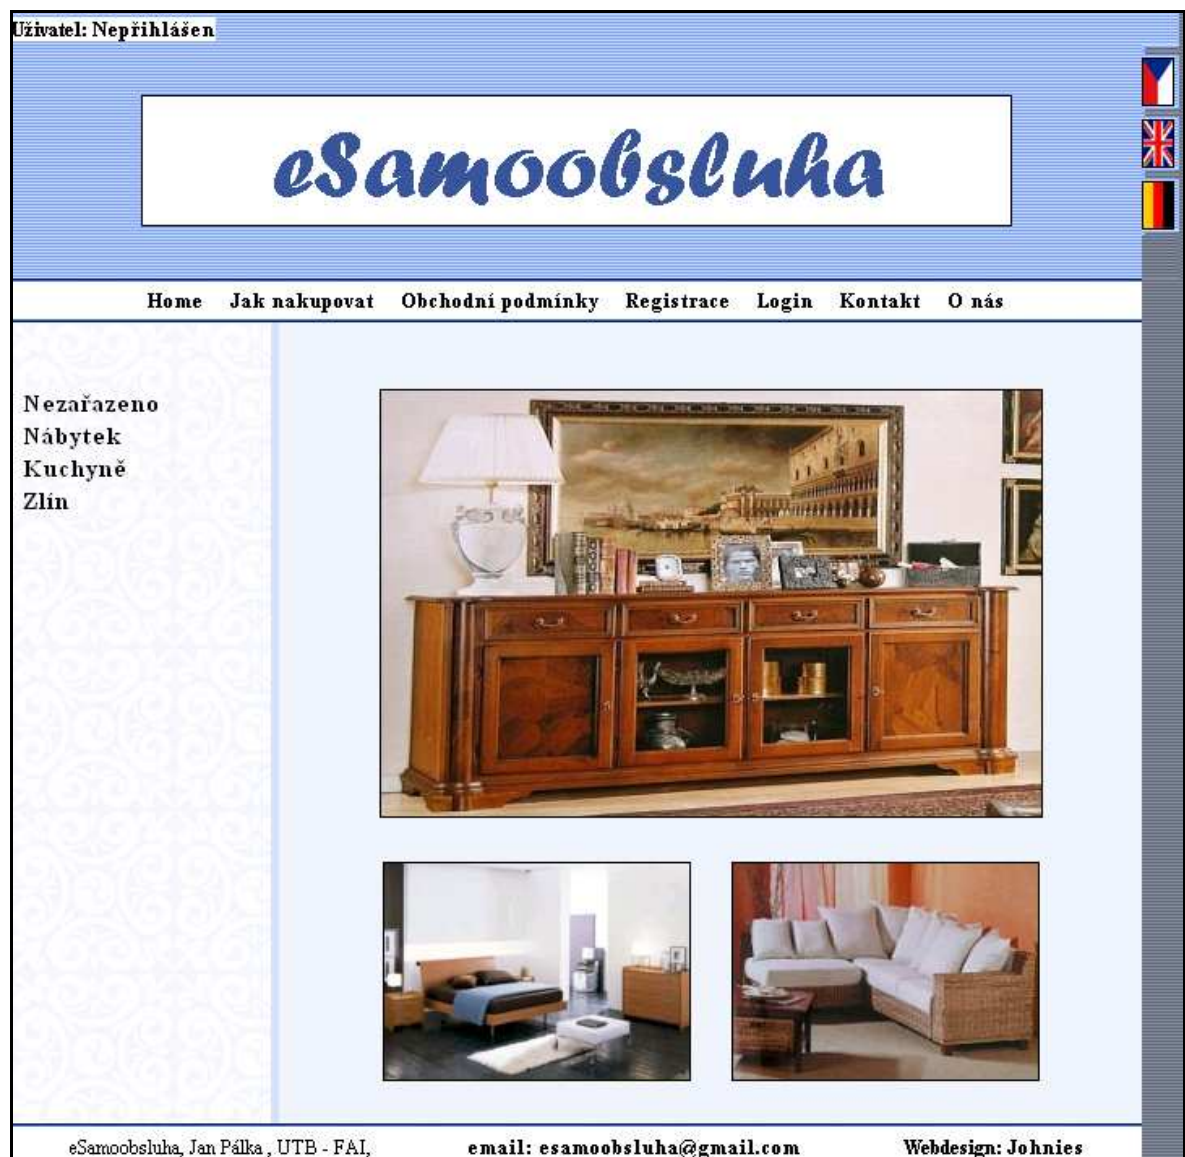 Uživatel: Nepřihlášen
eSamoobsluha
Home Jak nakupovat Obchodní podmínky Registrace Login Kontakt O nás
Nezařazeno
Nábytek
Kuchyně
Zlín
eSamoobsluha, Jan Pálka , UTB - FAI, email: esamoobsluha@gmail.com Webdesign: Johnies